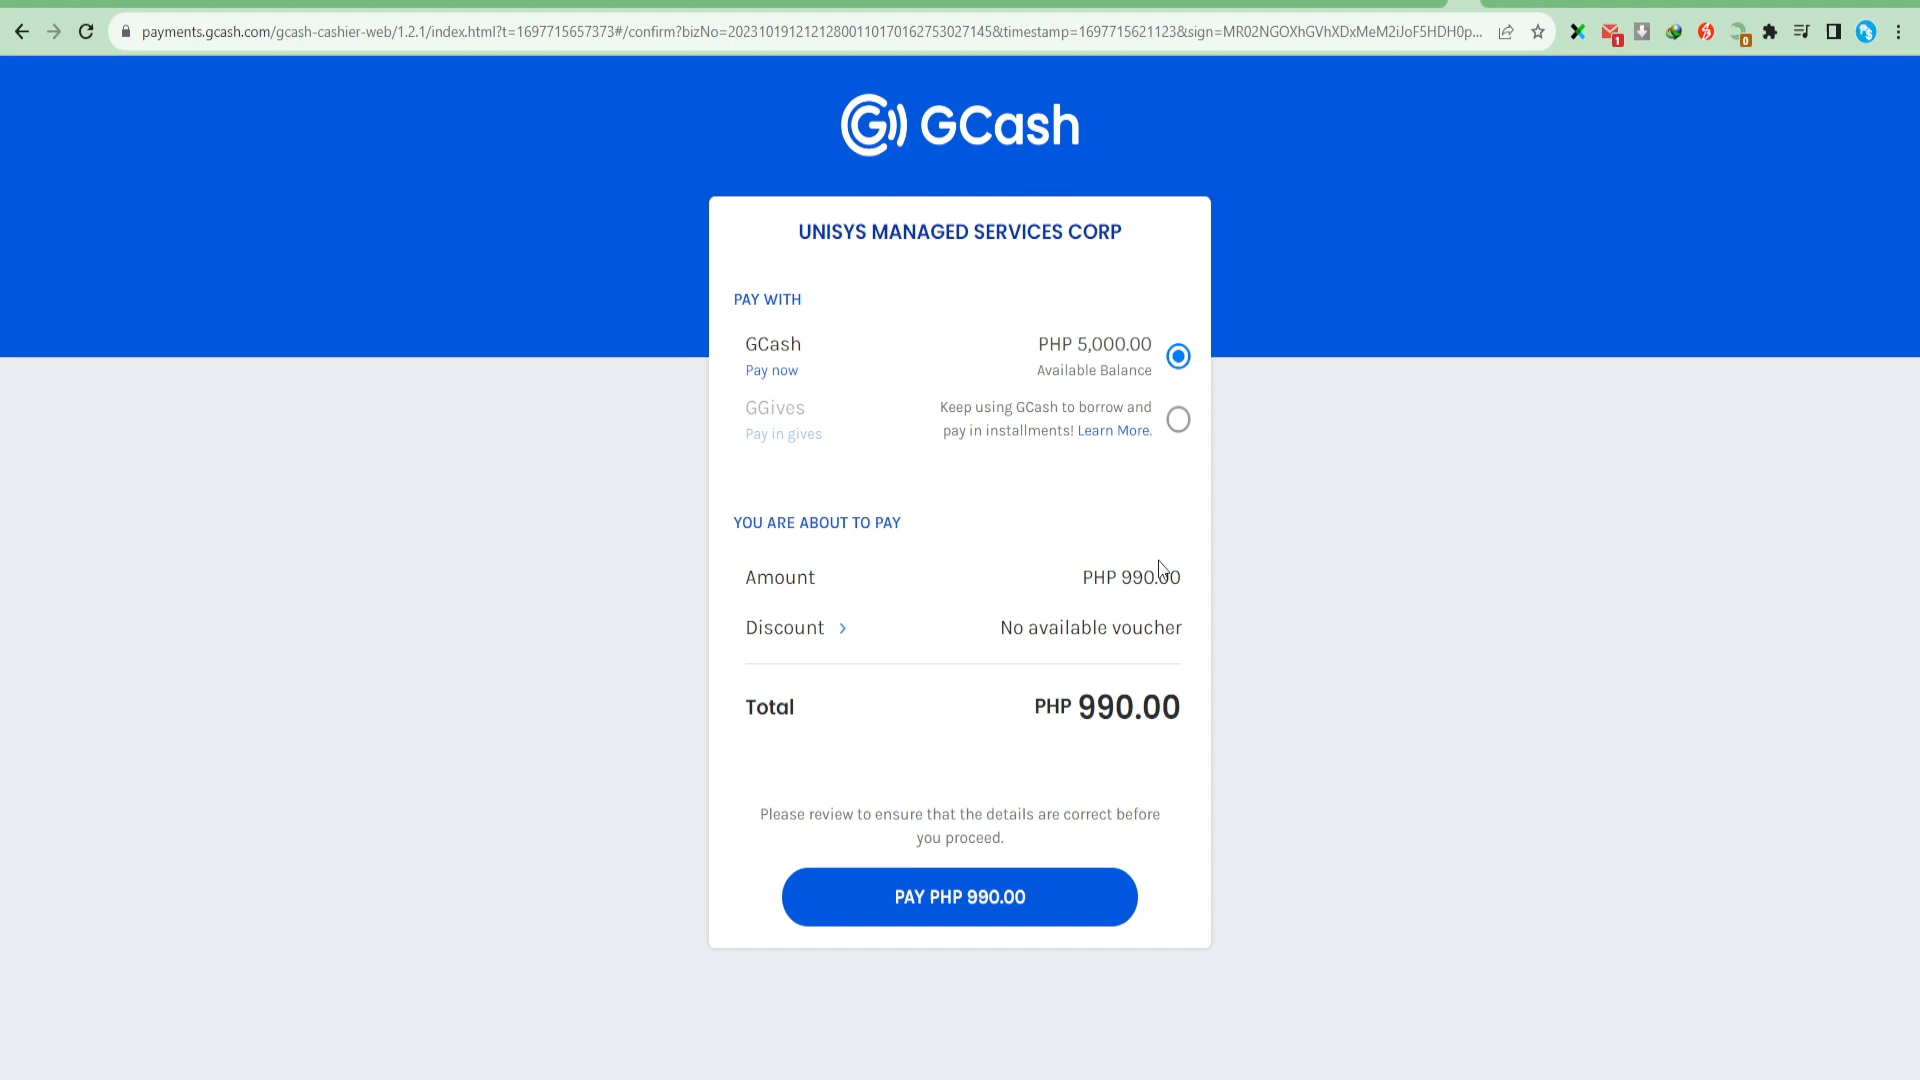 payments.gcash.com/gcash-cashier-web/1.2.1/index.html?t=1697715657373#/confirm?bizNo=20231019121212800110170162753027145&timestamp=1697715621123&sign=MR02NGOXhGVhXDxMeM2iJoF5HDH0p...
1
0
GCash
UNISYS MANAGED SERVICES CORP
PAY WITH
GCash PHP 5,000.00
Pay now Available Balance
GGives Keep using GCash to borrow and
Pay in gives pay in installments! Learn More.
YOU ARE ABOUT TO PAY
Amount PHP 990.00
Discount > No available voucher
Total PHP 990.00
Please review to ensure that the details are correct before
you proceed.
PAY PHP 990.00